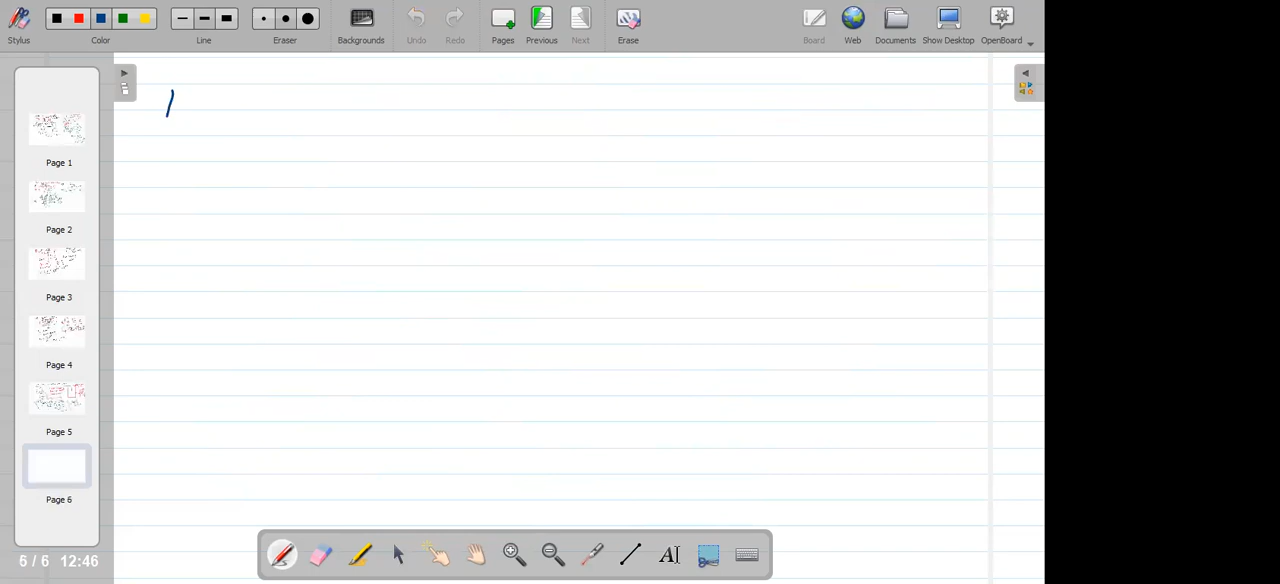 Stylus
Color
Line
Eraser
Backgrounds
Undo
Redo
Pages
Previous
Next
Erase
Board
Web
Documents
Show Desktop
OpenBoard
Page 1
Page 2
Page 3
Page 4
Page 5
Page 6
6 / 6 12:46